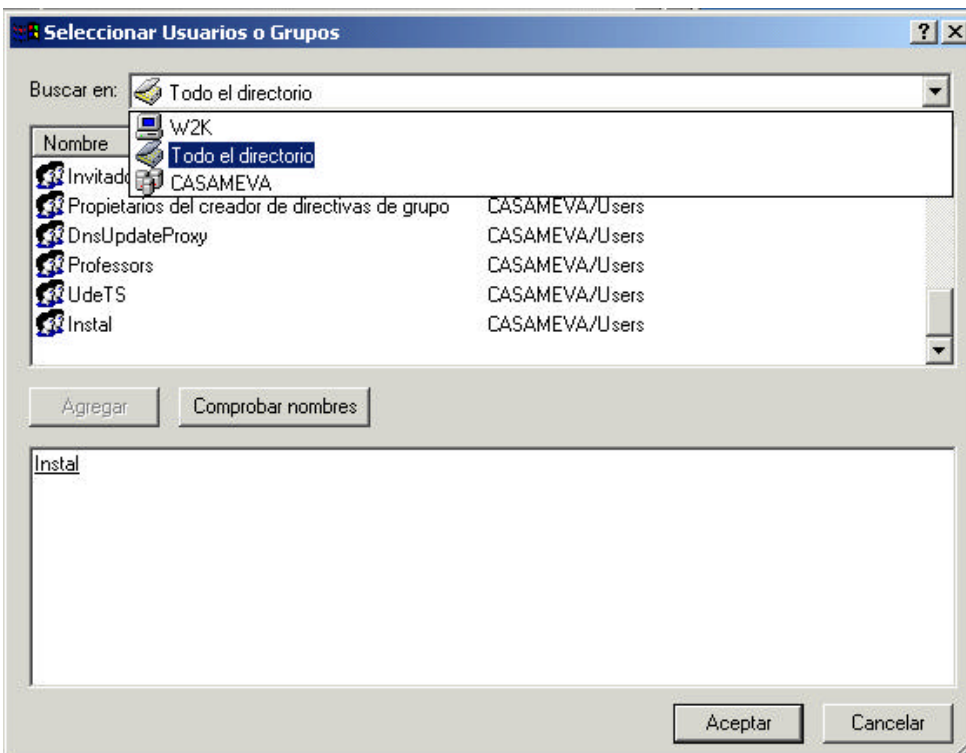 Seleccionar Usuarios o Grupos
Buscar en: Todo el directorio
W2K
Todo el directorio
CASAMEVA
Nombre
Invitado
Propietarios del creador de directivas de grupo CASAMEVA/Users
DnsUpdateProxy CASAMEVA/Users
Professors CASAMEVA/Users
UdeTS CASAMEVA/Users
Instal CASAMEVA/Users
Agregar Comprobar nombres
Instal
Aceptar Cancelar